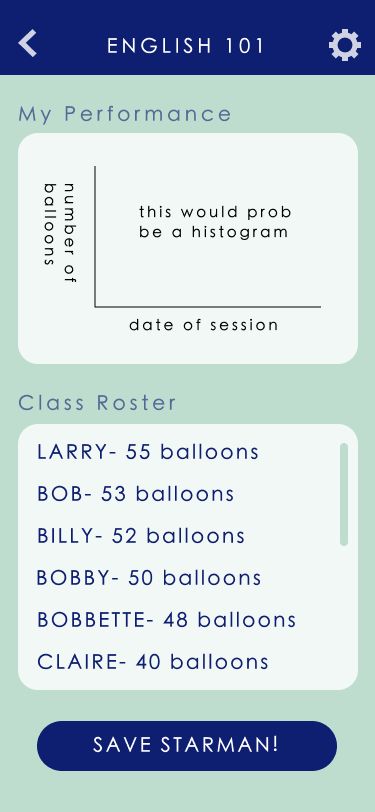 ENGLISH 101
My Performance
number of
balloons
this would prob
be a histogram
date of session
Class Roster
LARRY- 55 balloons
BOB- 53 balloons
BILLY- 52 balloons
BOBBY- 50 balloons
BOBBETTE- 48 balloons
CLAIRE- 40 balloons
SAVE STARMAN!